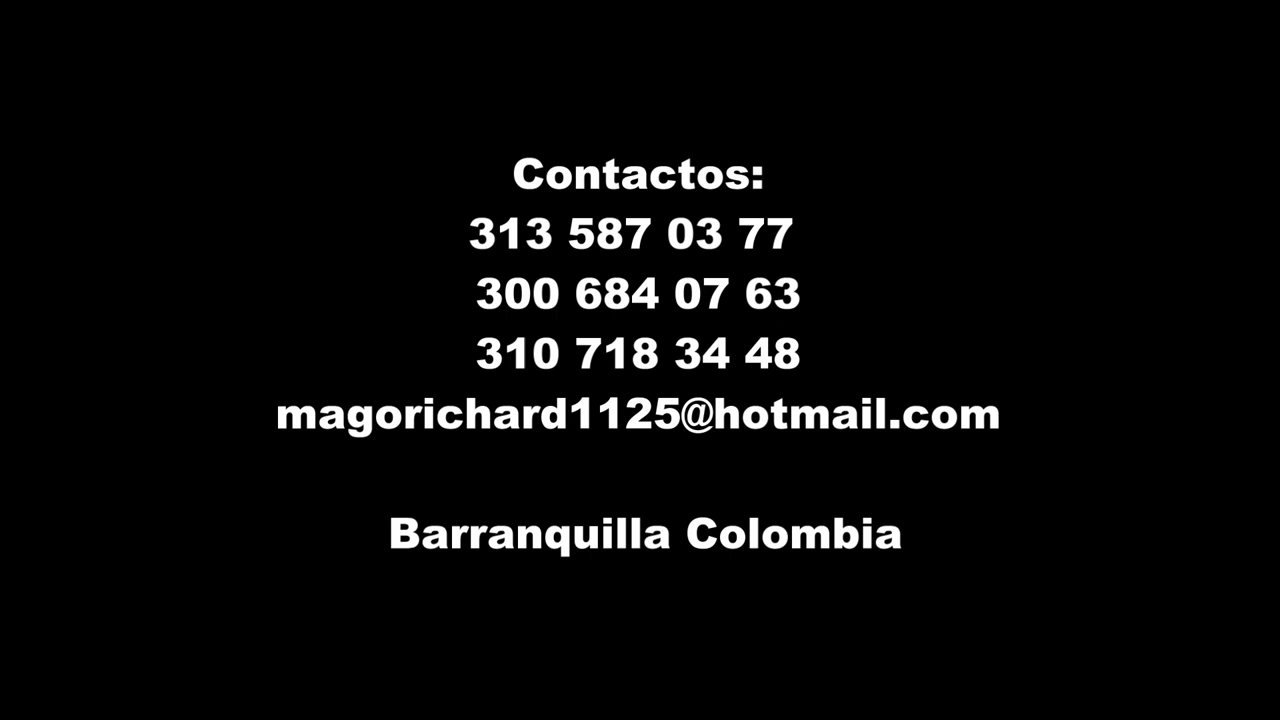 Contactos:
313 587 03 77
300 684 07 63
310 718 34 48
magorichard1125@hotmail.com
Barranquilla Colombia